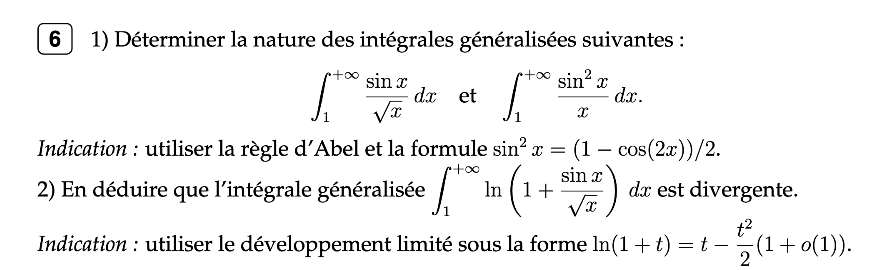 6 1) Déterminer la nature des intégrales généralisées suivantes :
∫₁^{+∞} sin x / √x dx et ∫₁^{+∞} sin² x / x dx.
Indication : utiliser la règle d'Abel et la formule sin² x = (1 − cos(2x))/2.
2) En déduire que l'intégrale généralisée ∫₁^{+∞} ln (1 + sin x / √x) dx est divergente.
Indication : utiliser le développement limité sous la forme ln(1 + t) = t − t²/2 (1 + o(1)).